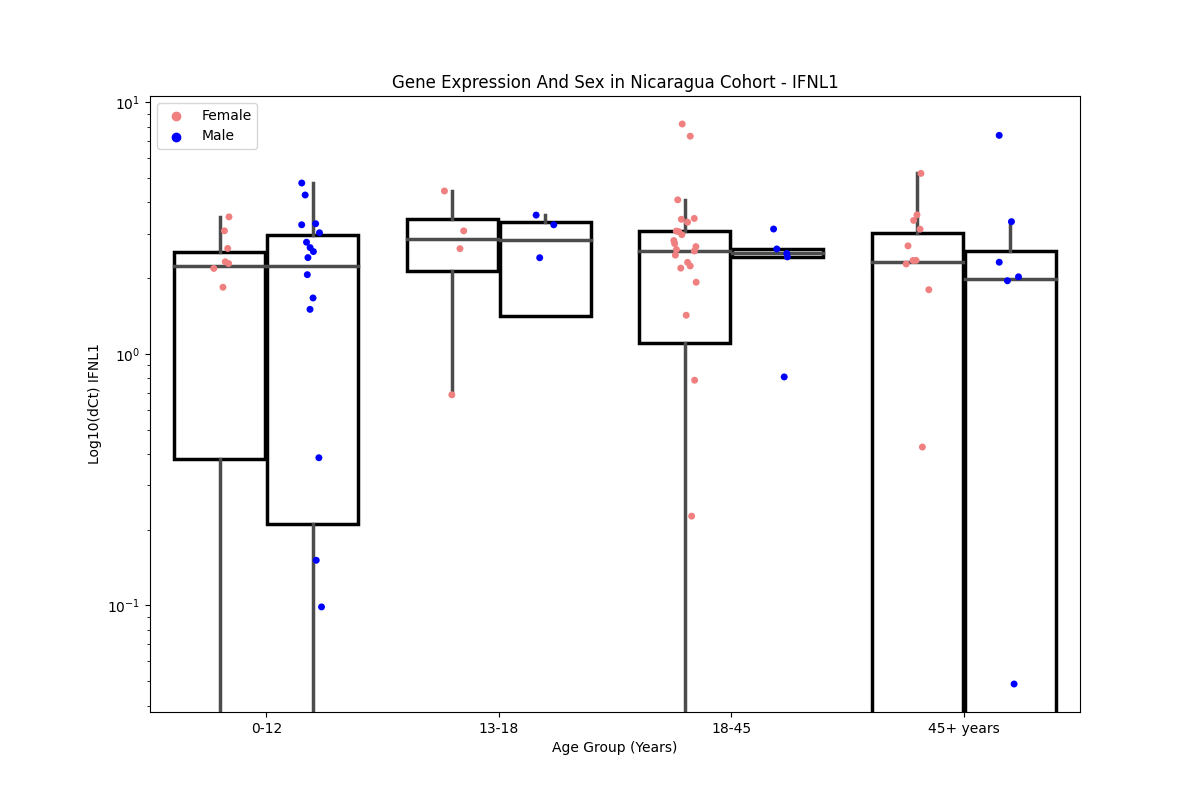 Gene Expression And Sex in Nicaragua Cohort - IFNL1
Female
Male
10¹
10⁰
10⁻¹
Log10(dCt) IFNL1
0-12
13-18
18-45
45+ years
Age Group (Years)